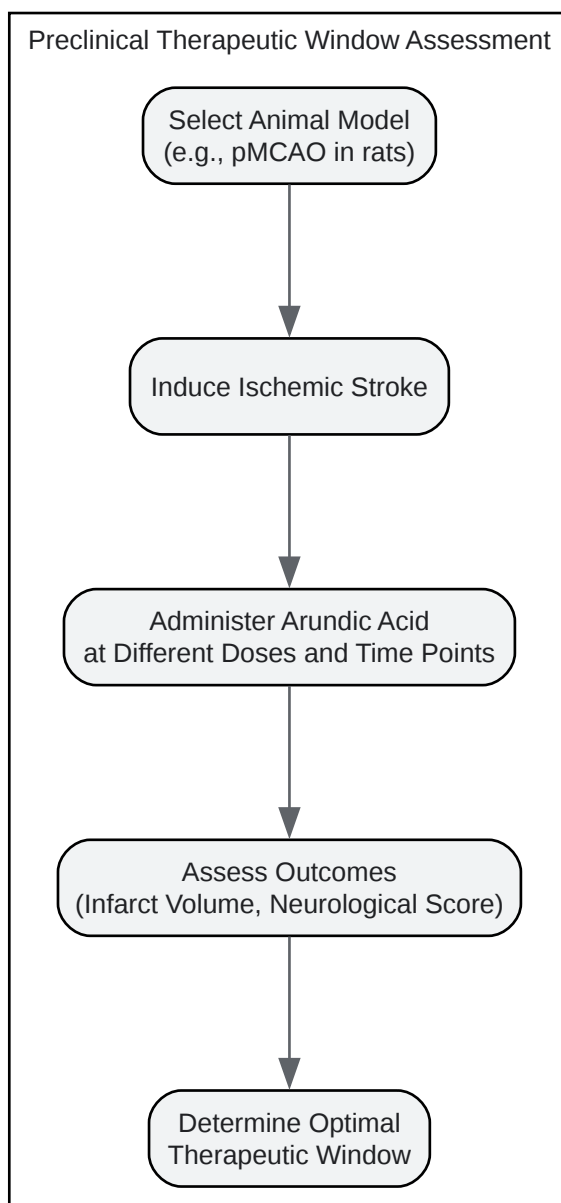 Preclinical Therapeutic Window Assessment
Select Animal Model
(e.g., pMCAO in rats)
Induce Ischemic Stroke
Administer Arundic Acid
at Different Doses and Time Points
Assess Outcomes
(Infarct Volume, Neurological Score)
Determine Optimal
Therapeutic Window